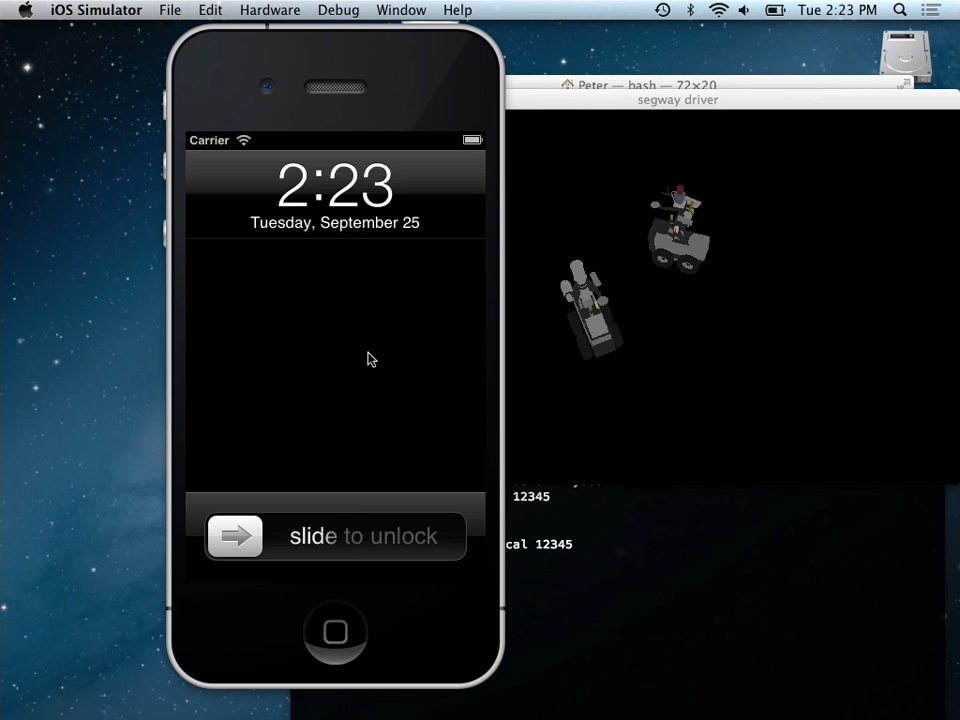 iOS Simulator File Edit Hardware Debug Window Help Tue 2:23 PM
Peter — bash — 72×20
segway driver
Carrier
2:23
Tuesday, September 25
12345
slide to unlock
cal 12345